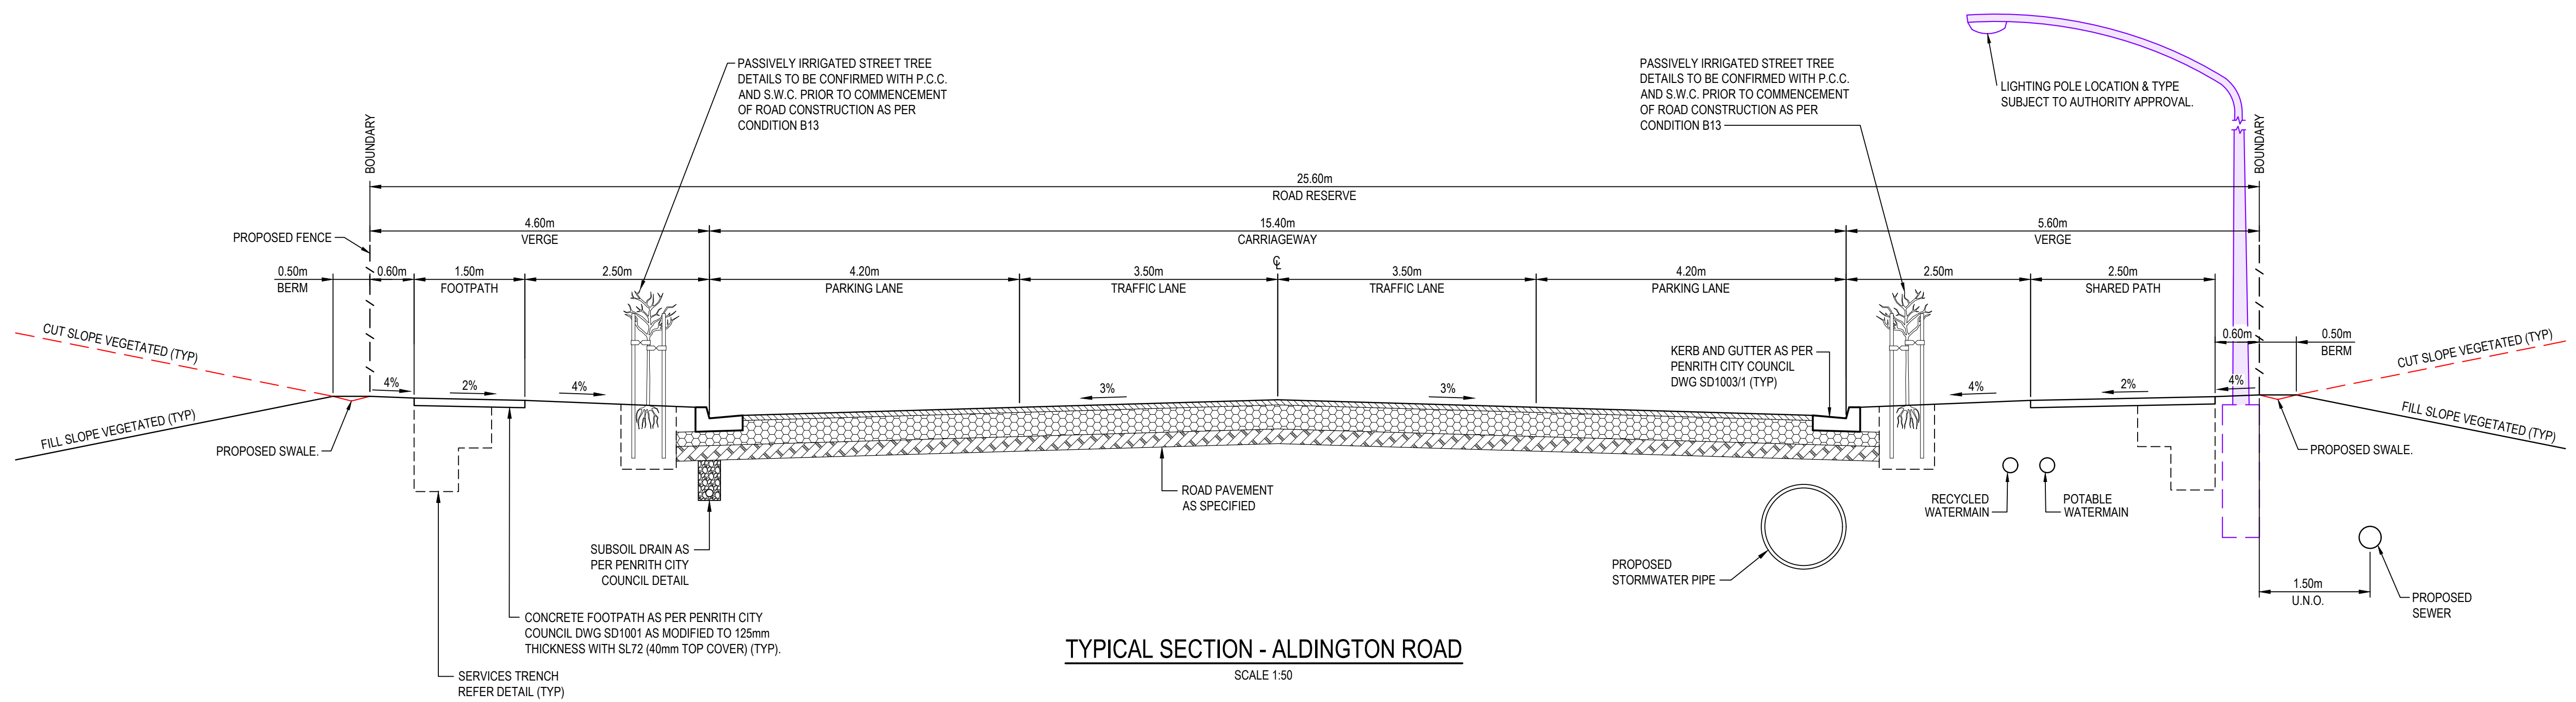 PASSIVELY IRRIGATED STREET TREE
DETAILS TO BE CONFIRMED WITH P.C.C.
AND S.W.C. PRIOR TO COMMENCEMENT
OF ROAD CONSTRUCTION AS PER
CONDITION B13
PASSIVELY IRRIGATED STREET TREE
DETAILS TO BE CONFIRMED WITH P.C.C.
AND S.W.C. PRIOR TO COMMENCEMENT
OF ROAD CONSTRUCTION AS PER
CONDITION B13
LIGHTING POLE LOCATION & TYPE
SUBJECT TO AUTHORITY APPROVAL.
BOUNDARY
BOUNDARY
25.60m
ROAD RESERVE
4.60m
VERGE
15.40m
CARRIAGEWAY
5.60m
VERGE
PROPOSED FENCE
0.50m
BERM
0.60m
1.50m
FOOTPATH
2.50m
4.20m
PARKING LANE
3.50m
TRAFFIC LANE
℄
3.50m
TRAFFIC LANE
4.20m
PARKING LANE
2.50m
2.50m
SHARED PATH
0.60m
0.50m
BERM
CUT SLOPE VEGETATED (TYP)
CUT SLOPE VEGETATED (TYP)
KERB AND GUTTER AS PER
PENRITH CITY COUNCIL
DWG SD1003/1 (TYP)
4%
2%
4%
3%
3%
4%
2%
4%
FILL SLOPE VEGETATED (TYP)
FILL SLOPE VEGETATED (TYP)
PROPOSED SWALE.
PROPOSED SWALE.
ROAD PAVEMENT
AS SPECIFIED
RECYCLED
WATERMAIN
POTABLE
WATERMAIN
SUBSOIL DRAIN AS
PER PENRITH CITY
COUNCIL DETAIL
PROPOSED
STORMWATER PIPE
1.50m
U.N.O.
PROPOSED
SEWER
CONCRETE FOOTPATH AS PER PENRITH CITY
COUNCIL DWG SD1001 AS MODIFIED TO 125mm
THICKNESS WITH SL72 (40mm TOP COVER) (TYP).
SERVICES TRENCH
REFER DETAIL (TYP)
TYPICAL SECTION - ALDINGTON ROAD
SCALE 1:50